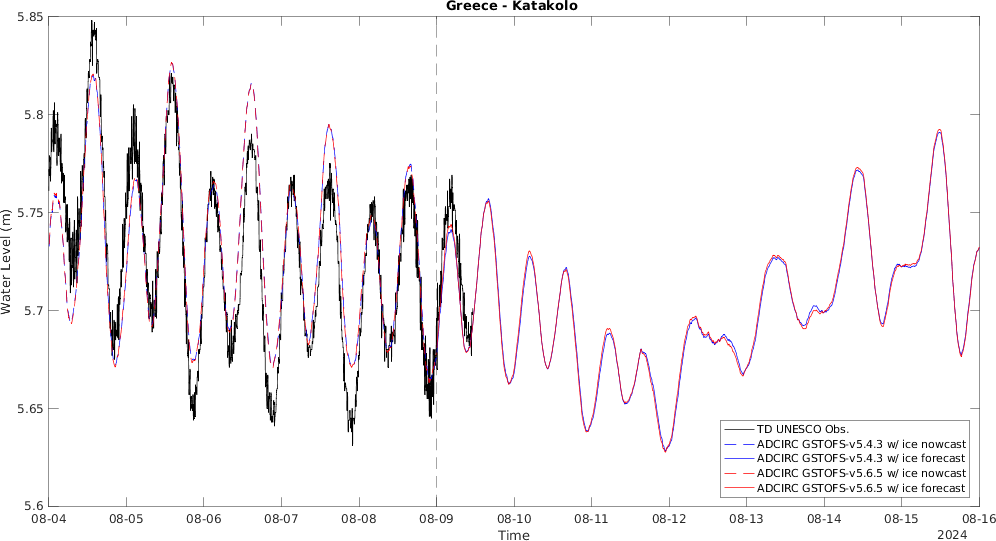 Greece - Katakolo
5.85
5.8
5.75
5.7
5.65
5.6
Water Level (m)
TD UNESCO Obs.
ADCIRC GSTOFS-v5.4.3 w/ ice nowcast
ADCIRC GSTOFS-v5.4.3 w/ ice forecast
ADCIRC GSTOFS-v5.6.5 w/ ice nowcast
ADCIRC GSTOFS-v5.6.5 w/ ice forecast
08-04 08-05 08-06 08-07 08-08 08-09 08-10 08-11 08-12 08-13 08-14 08-15 08-16
Time
2024